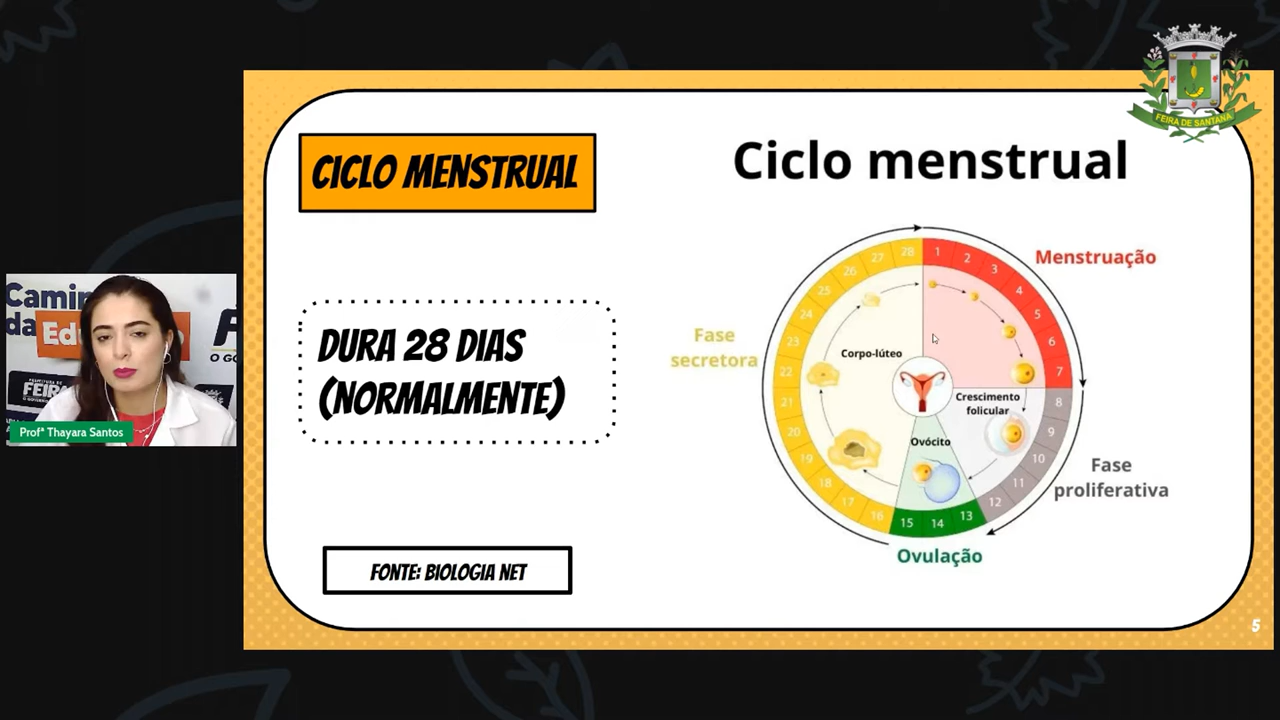 FEIRA DE SANTANA
CICLO MENSTRUAL
DURA 28 DIAS
(NORMALMENTE)
FONTE: BIOLOGIA NET
Ciclo menstrual
Menstruação
Fase
secretora
Corpo-lúteo
Crescimento
folicular
Ovócito
Fase
proliferativa
Ovulação
1
2
3
4
5
6
7
8
9
10
11
12
13
14
15
16
17
18
19
20
21
22
23
24
25
26
27
28
5
da
FEIRA
O GO
Profª Thayara Santos